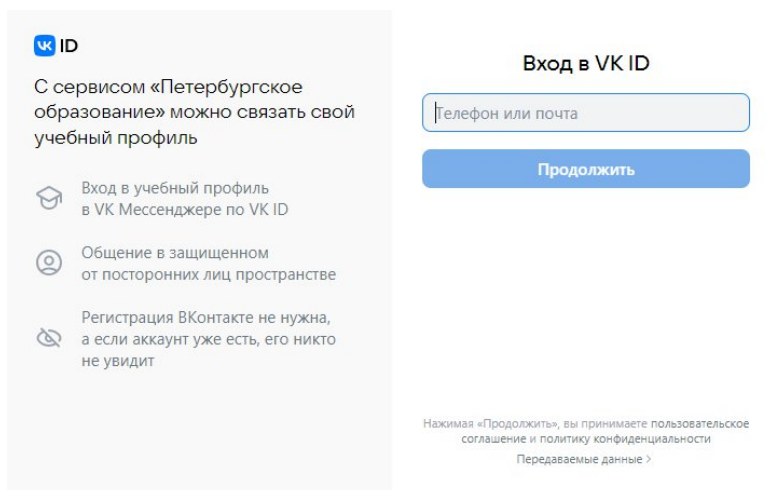 VK ID
С сервисом «Петербургское
образование» можно связать свой
учебный профиль
Вход в учебный профиль
в VK Мессенджере по VK ID
Общение в защищенном
от посторонних лиц пространстве
Регистрация ВКонтакте не нужна,
а если аккаунт уже есть, его никто
не увидит
Вход в VK ID
Телефон или почта
Продолжить
Нажимая «Продолжить», вы принимаете пользовательское
соглашение и политику конфиденциальности
Передаваемые данные >